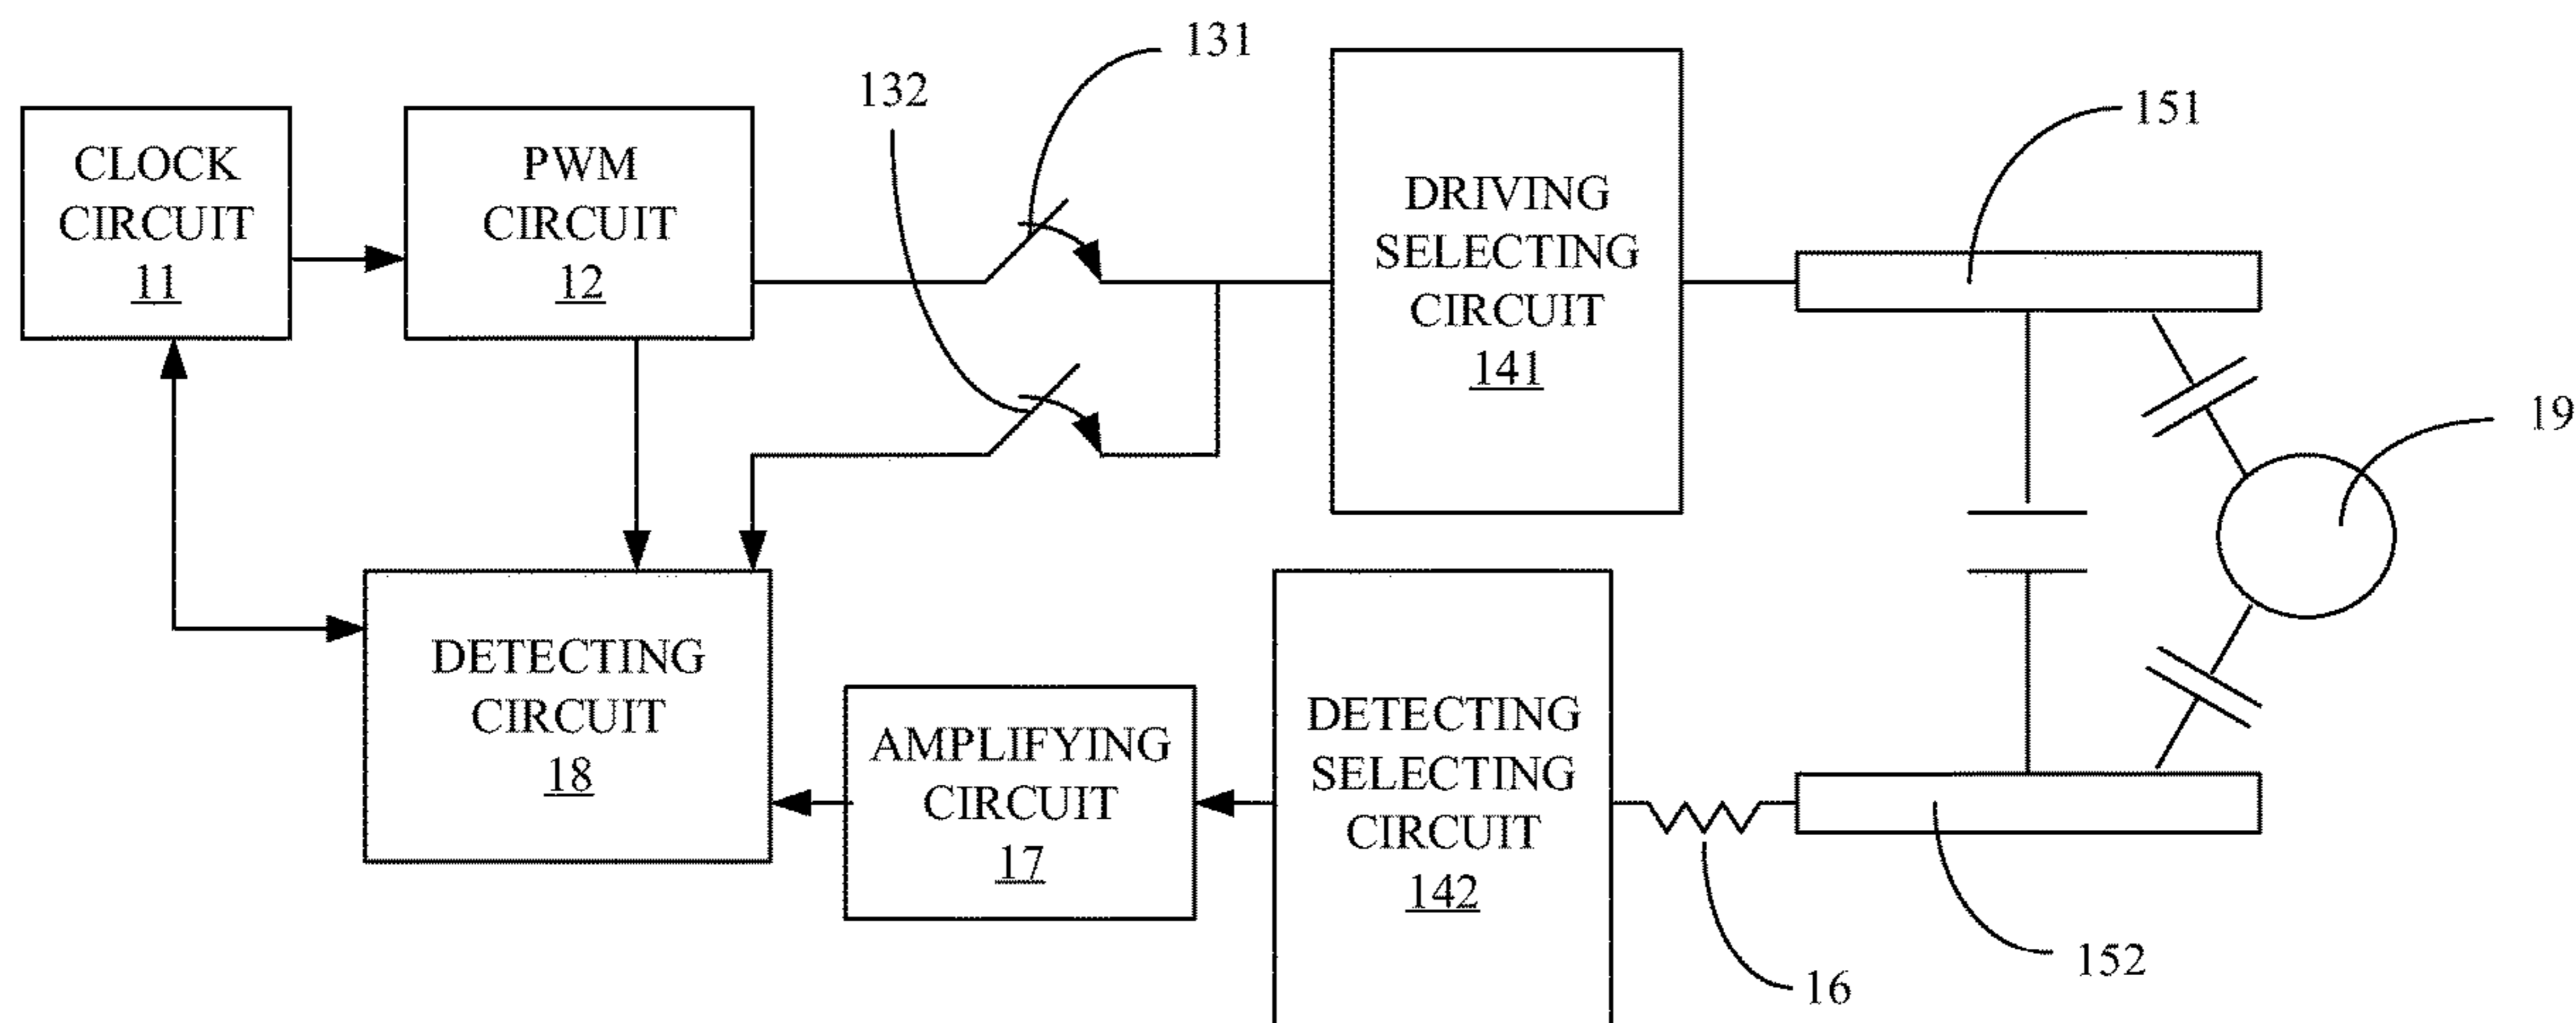 131
132
151
CLOCK
CIRCUIT
11
PWM
CIRCUIT
12
DRIVING
SELECTING
CIRCUIT
141
19
DETECTING
CIRCUIT
18
AMPLIFYING
CIRCUIT
17
DETECTING
SELECTING
CIRCUIT
142
152
16